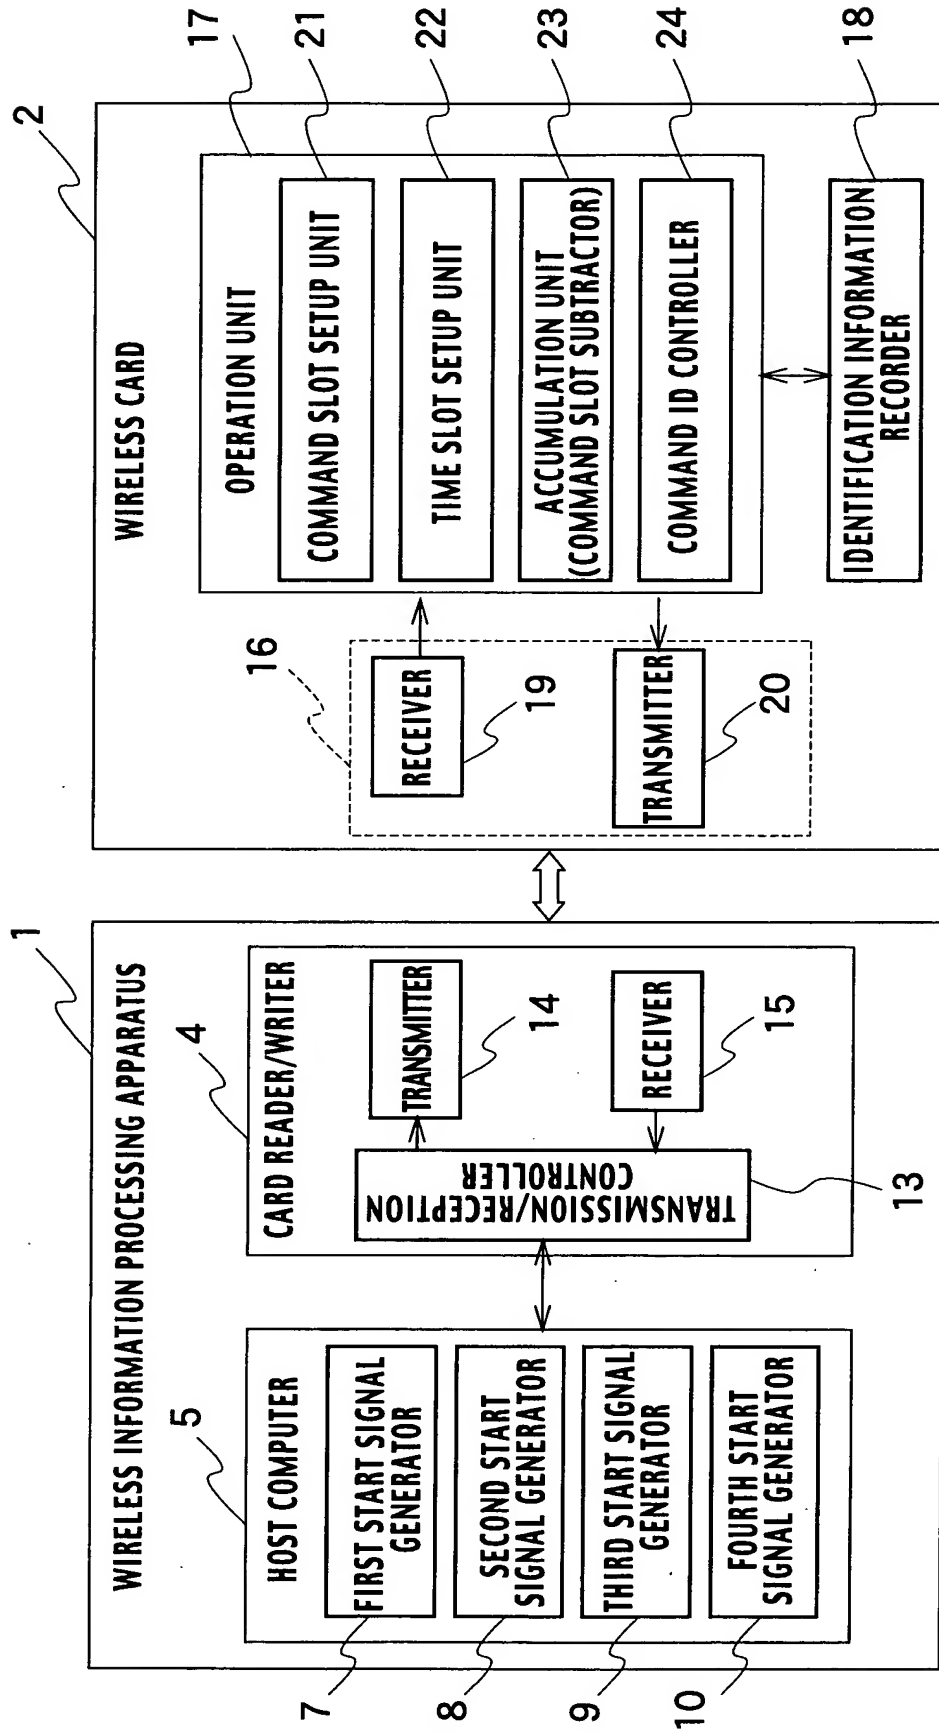 1
WIRELESS INFORMATION PROCESSING APPARATUS
5
HOST COMPUTER
FIRST START SIGNAL
GENERATOR
7
SECOND START
SIGNAL GENERATOR
8
THIRD START SIGNAL
GENERATOR
9
FOURTH START
SIGNAL GENERATOR
10
4
CARD READER/WRITER
TRANSMISSION/RECEPTION
CONTROLLER
13
TRANSMITTER
14
RECEIVER
15
2
WIRELESS CARD
16
RECEIVER
19
TRANSMITTER
20
17
OPERATION UNIT
COMMAND SLOT SETUP UNIT
21
TIME SLOT SETUP UNIT
22
ACCUMULATION UNIT
(COMMAND SLOT SUBTRACTOR)
23
COMMAND ID CONTROLLER
24
IDENTIFICATION INFORMATION
RECORDER
18